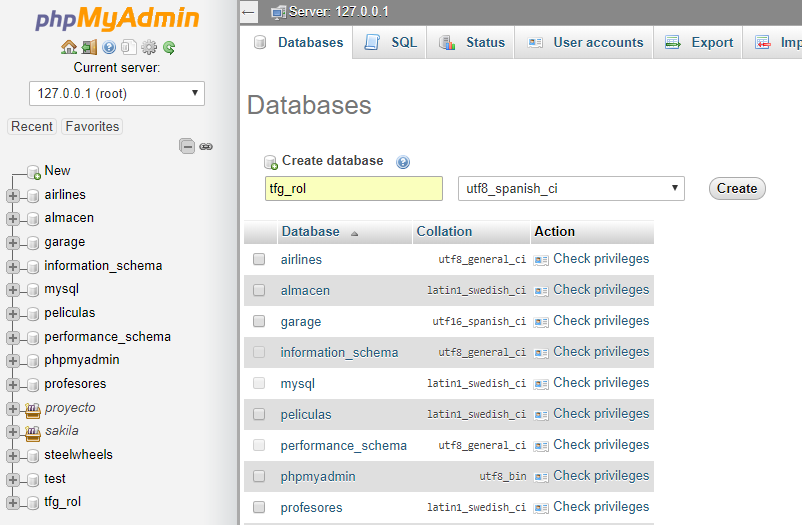 phpMyAdmin
Current server:
127.0.0.1 (root)
Recent Favorites
New
airlines
almacen
garage
information_schema
mysql
peliculas
performance_schema
phpmyadmin
profesores
proyecto
sakila
steelwheels
test
tfg_rol
Server: 127.0.0.1
Databases SQL Status User accounts Export Imp
Databases
Create database
tfg_rol utf8_spanish_ci Create
Database Collation Action
airlines utf8_general_ci Check privileges
almacen latin1_swedish_ci Check privileges
garage utf16_spanish_ci Check privileges
information_schema utf8_general_ci Check privileges
mysql latin1_swedish_ci Check privileges
peliculas latin1_swedish_ci Check privileges
performance_schema utf8_general_ci Check privileges
phpmyadmin utf8_bin Check privileges
profesores latin1_swedish_ci Check privileges